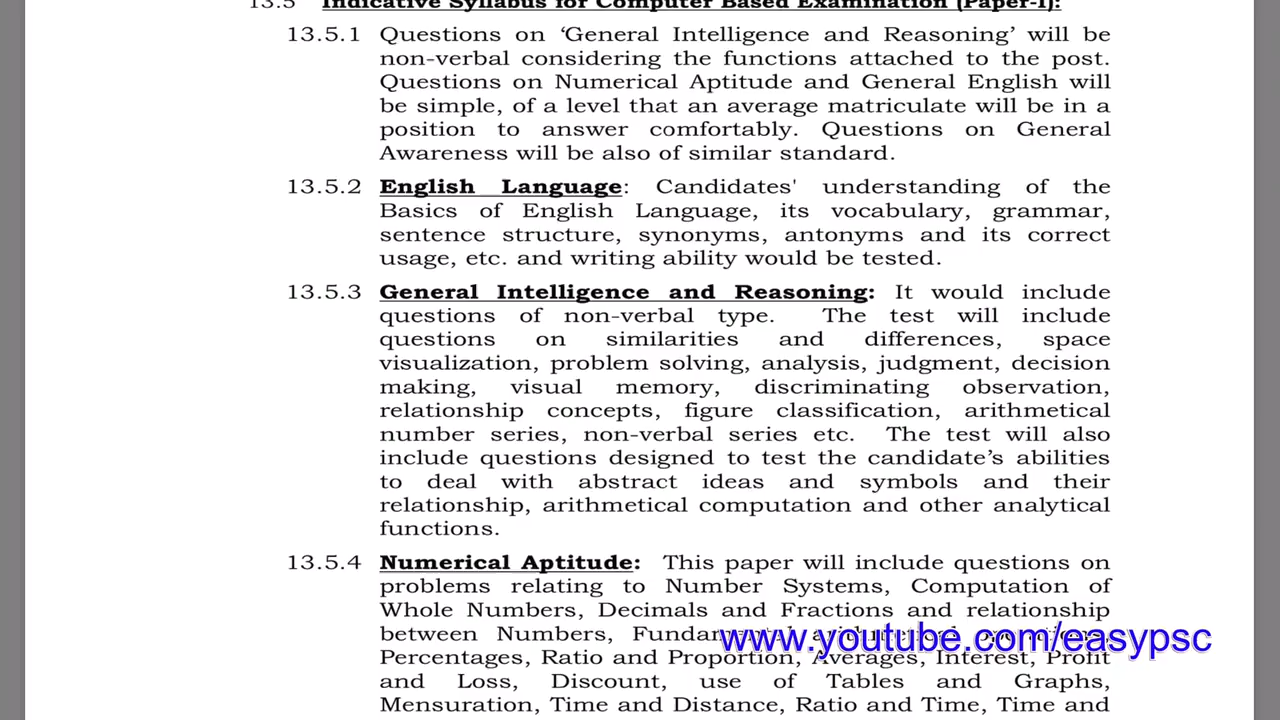 13.5 Indicative Syllabus for Computer Based Examination (Paper-I):
13.5.1 Questions on ‘General Intelligence and Reasoning’ will be
non-verbal considering the functions attached to the post.
Questions on Numerical Aptitude and General English will
be simple, of a level that an average matriculate will be in a
position to answer comfortably. Questions on General
Awareness will be also of similar standard.
13.5.2 English Language: Candidates' understanding of the
Basics of English Language, its vocabulary, grammar,
sentence structure, synonyms, antonyms and its correct
usage, etc. and writing ability would be tested.
13.5.3 General Intelligence and Reasoning: It would include
questions of non-verbal type. The test will include
questions on similarities and differences, space
visualization, problem solving, analysis, judgment, decision
making, visual memory, discriminating observation,
relationship concepts, figure classification, arithmetical
number series, non-verbal series etc. The test will also
include questions designed to test the candidate’s abilities
to deal with abstract ideas and symbols and their
relationship, arithmetical computation and other analytical
functions.
13.5.4 Numerical Aptitude: This paper will include questions on
problems relating to Number Systems, Computation of
Whole Numbers, Decimals and Fractions and relationship
between Numbers,
www.youtube.com/easypsc
Percentages, Ratio and Proportion, Averages, Interest, Profit
and Loss, Discount, use of Tables and Graphs,
Mensuration, Time and Distance, Ratio and Time, Time and